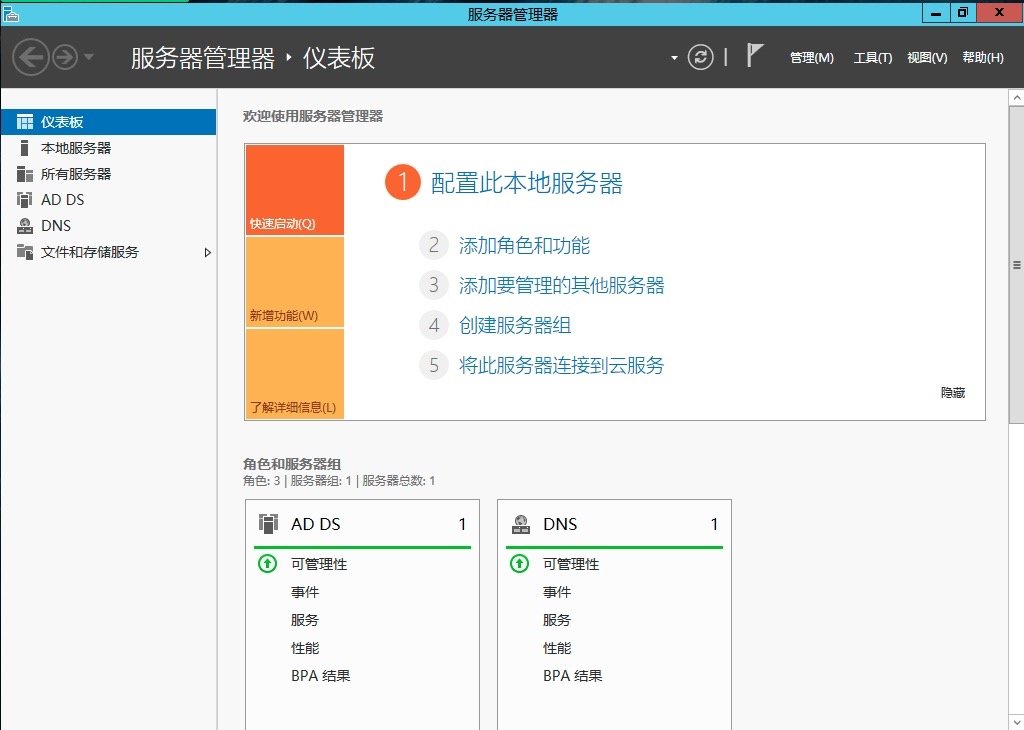 服务器管理器
服务器管理器 ‣ 仪表板
管理(M) 工具(T) 视图(V) 帮助(H)
仪表板
本地服务器
所有服务器
AD DS
DNS
文件和存储服务
欢迎使用服务器管理器
快速启动(Q)
新增功能(W)
了解详细信息(L)
1 配置此本地服务器
2 添加角色和功能
3 添加要管理的其他服务器
4 创建服务器组
5 将此服务器连接到云服务
隐藏
角色和服务器组
角色: 3 | 服务器组: 1 | 服务器总数: 1
AD DS 1
可管理性
事件
服务
性能
BPA 结果
DNS 1
可管理性
事件
服务
性能
BPA 结果